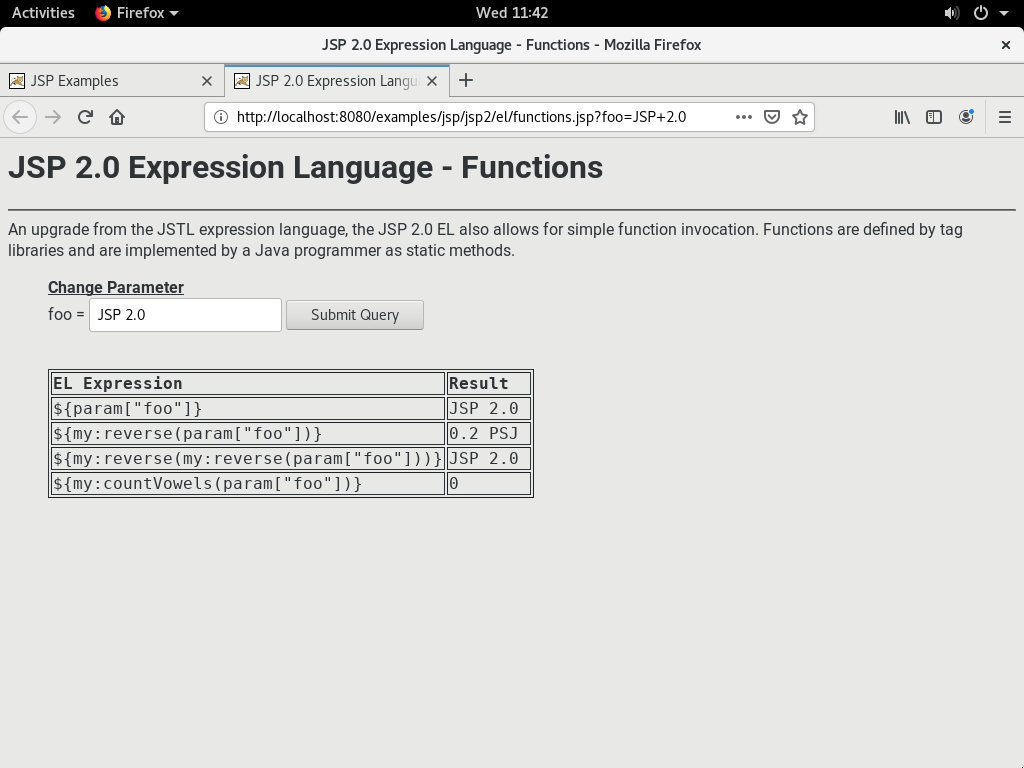 Activities Firefox Wed 11:42
JSP 2.0 Expression Language - Functions - Mozilla Firefox
JSP Examples JSP 2.0 Expression Langu
http://localhost:8080/examples/jsp/jsp2/el/functions.jsp?foo=JSP+2.0
JSP 2.0 Expression Language - Functions
An upgrade from the JSTL expression language, the JSP 2.0 EL also allows for simple function invocation. Functions are defined by tag
libraries and are implemented by a Java programmer as static methods.
Change Parameter
foo = JSP 2.0 Submit Query
EL Expression Result
${param["foo"]} JSP 2.0
${my:reverse(param["foo"])} 0.2 PSJ
${my:reverse(my:reverse(param["foo"]))} JSP 2.0
${my:countVowels(param["foo"])} 0